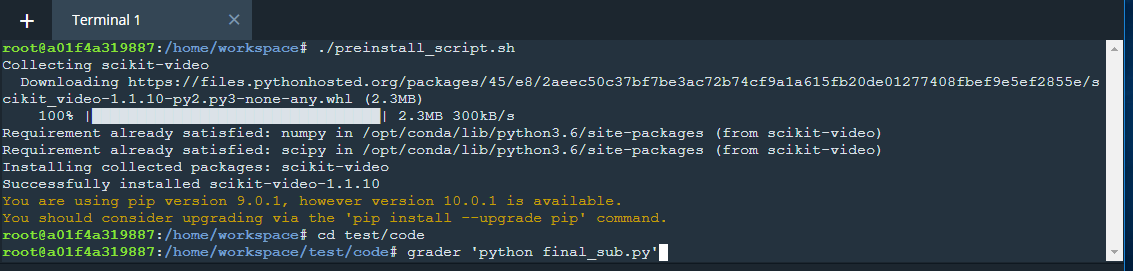 + Terminal 1 ×
root@a01f4a319887:/home/workspace# ./preinstall_script.sh
Collecting scikit-video
  Downloading https://files.pythonhosted.org/packages/45/e8/2aeec50c37bf7be3ac72b74cf9a1a615fb20de01277408fbef9e5ef2855e/s
cikit_video-1.1.10-py2.py3-none-any.whl (2.3MB)
    100% |████████████████████████████████| 2.3MB 300kB/s
Requirement already satisfied: numpy in /opt/conda/lib/python3.6/site-packages (from scikit-video)
Requirement already satisfied: scipy in /opt/conda/lib/python3.6/site-packages (from scikit-video)
Installing collected packages: scikit-video
Successfully installed scikit-video-1.1.10
You are using pip version 9.0.1, however version 10.0.1 is available.
You should consider upgrading via the 'pip install --upgrade pip' command.
root@a01f4a319887:/home/workspace# cd test/code
root@a01f4a319887:/home/workspace/test/code# grader 'python final_sub.py'